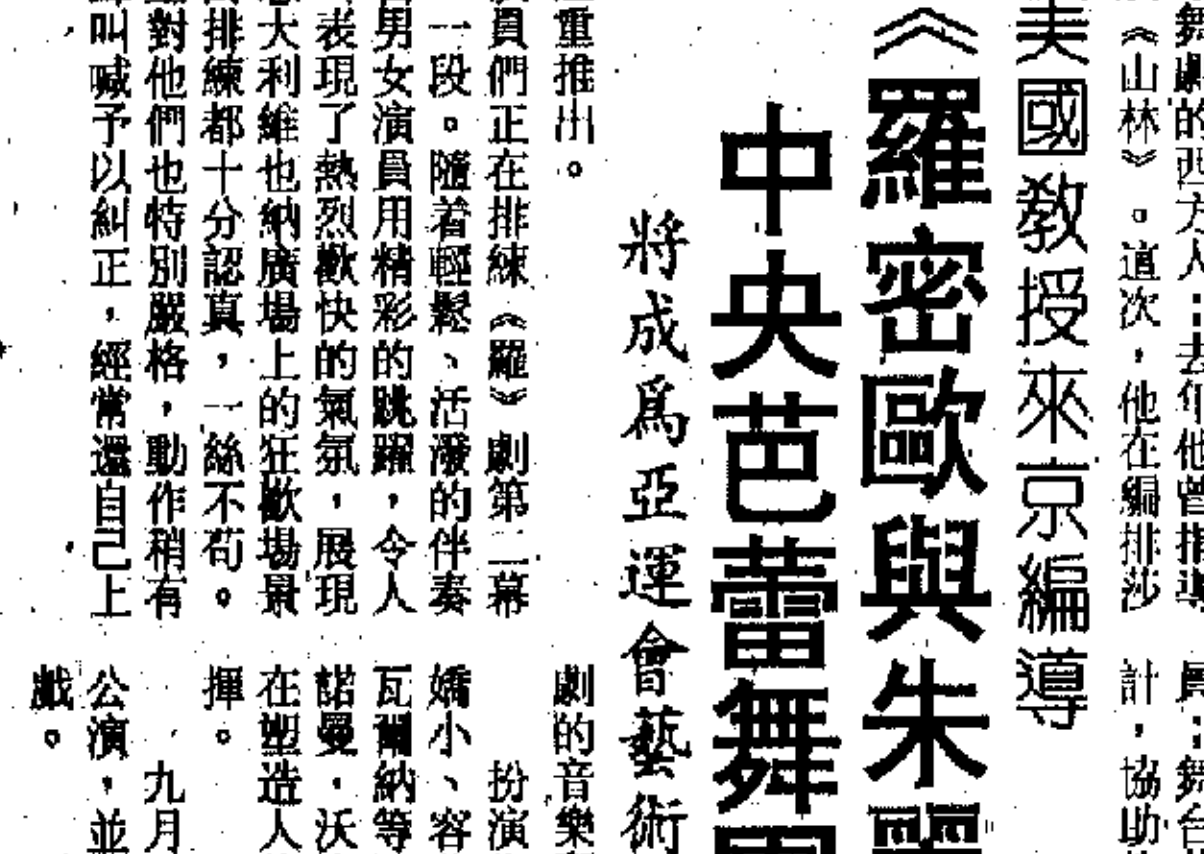 舞劇的西方人，去年他曾指導
《山林》。這次，他在編排莎
員；舞台
計，協助
美國教授來京編導
《羅密歐與朱麗
中央芭蕾舞團
將成爲亞運會藝術
重推出。
員們正在排練《羅》劇第二幕
一段。隨着輕鬆、活潑的伴奏
男女演員用精彩的跳躍，令人
表現了熱烈歡快的氣氛，展現
大利維也納廣場上的狂歡場景
排練都十分認真，一絲不苟。
對他們也特別嚴格，動作稍有
叫喊予以糾正，經常還自己上
劇的音樂
扮演
嬌小、容
瓦爾納等
諾曼·沃
在塑造人
揮。
九月
公演，並
戲。